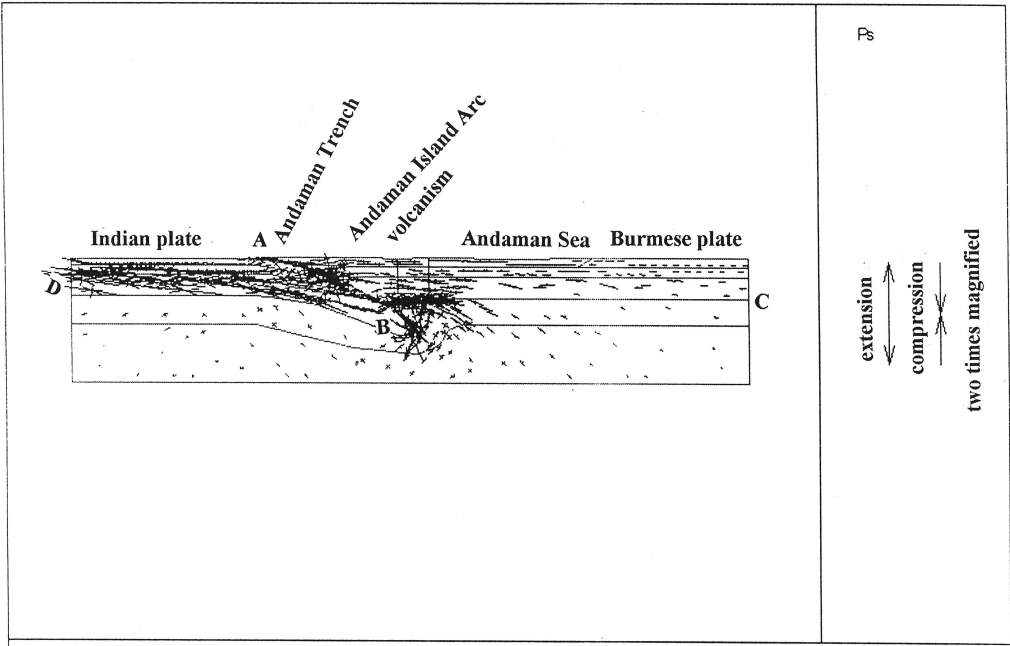 Ps
Andaman Trench
Andaman Island Arc
volcanism
Indian plate
A
Andaman Sea
Burmese plate
D
B
C
extension
compression
two times magnified